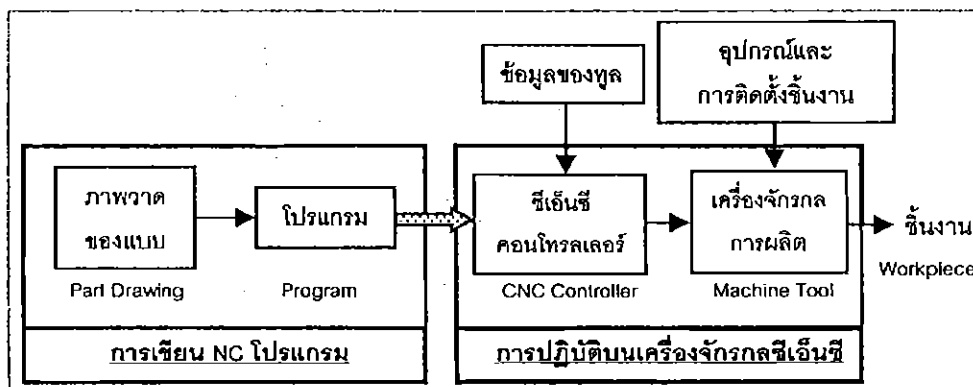 อุปกรณ์และ
การติดตั้งชิ้นงาน
ข้อมูลของทูล
ภาพวาด
ของแบบ
Part Drawing
โปรแกรม
Program
การเขียน NC โปรแกรม
ซีเอ็นซี
คอนโทรลเลอร์
CNC Controller
เครื่องจักรกล
การผลิต
Machine Tool
ชิ้นงาน
Workpiece
การปฏิบัติบนเครื่องจักรกลซีเอ็นซี